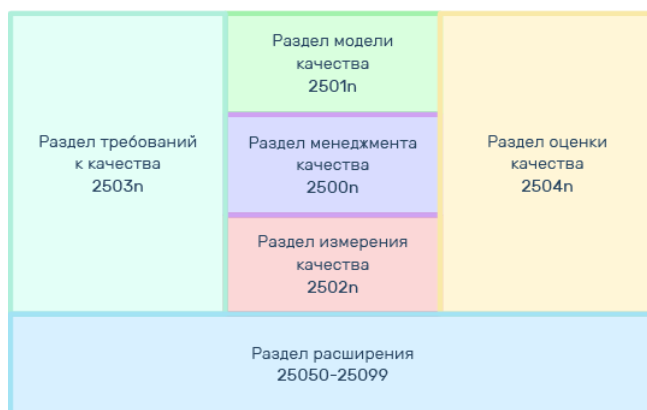 Раздел модели
качества
2501n
Раздел требований
к качества
2503n
Раздел менеджмента
качества
2500n
Раздел оценки
качества
2504n
Раздел измерения
качества
2502n
Раздел расширения
25050-25099